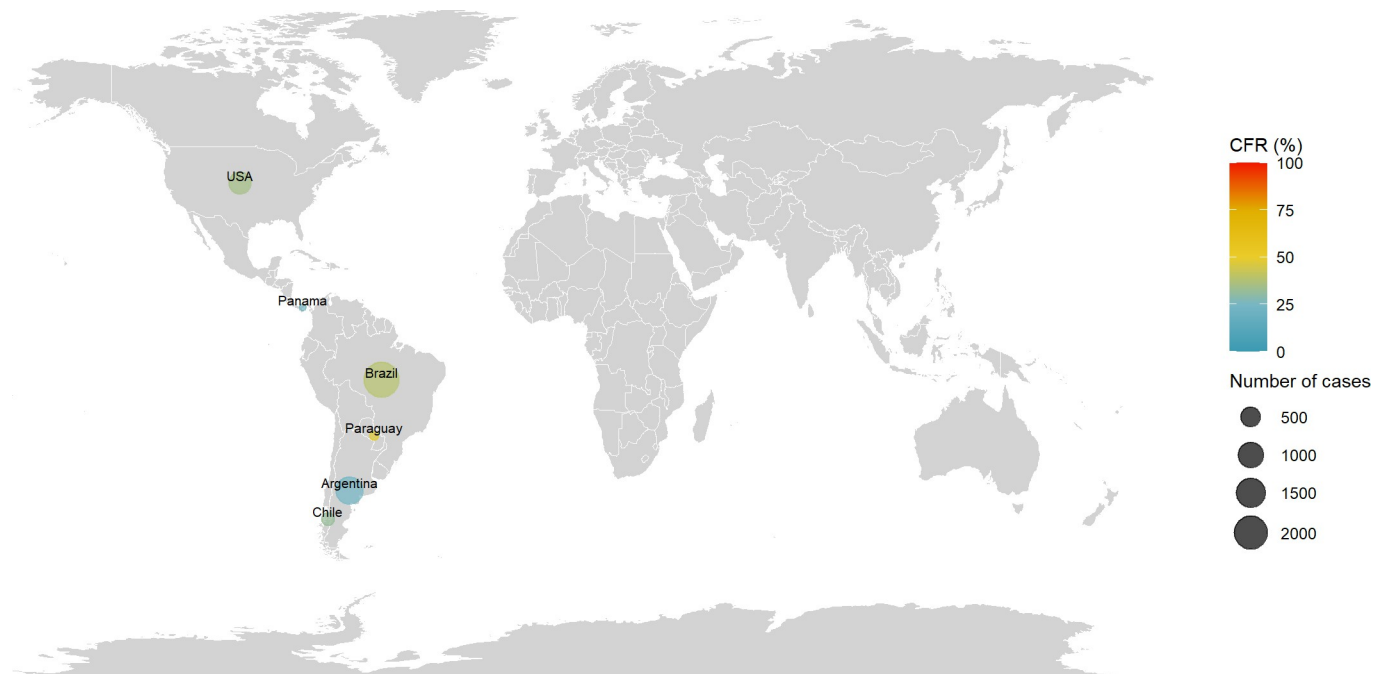 USA
Panama
Brazil
Paraguay
Argentina
Chile
CFR (%)
100
75
50
25
0
Number of cases
500
1000
1500
2000